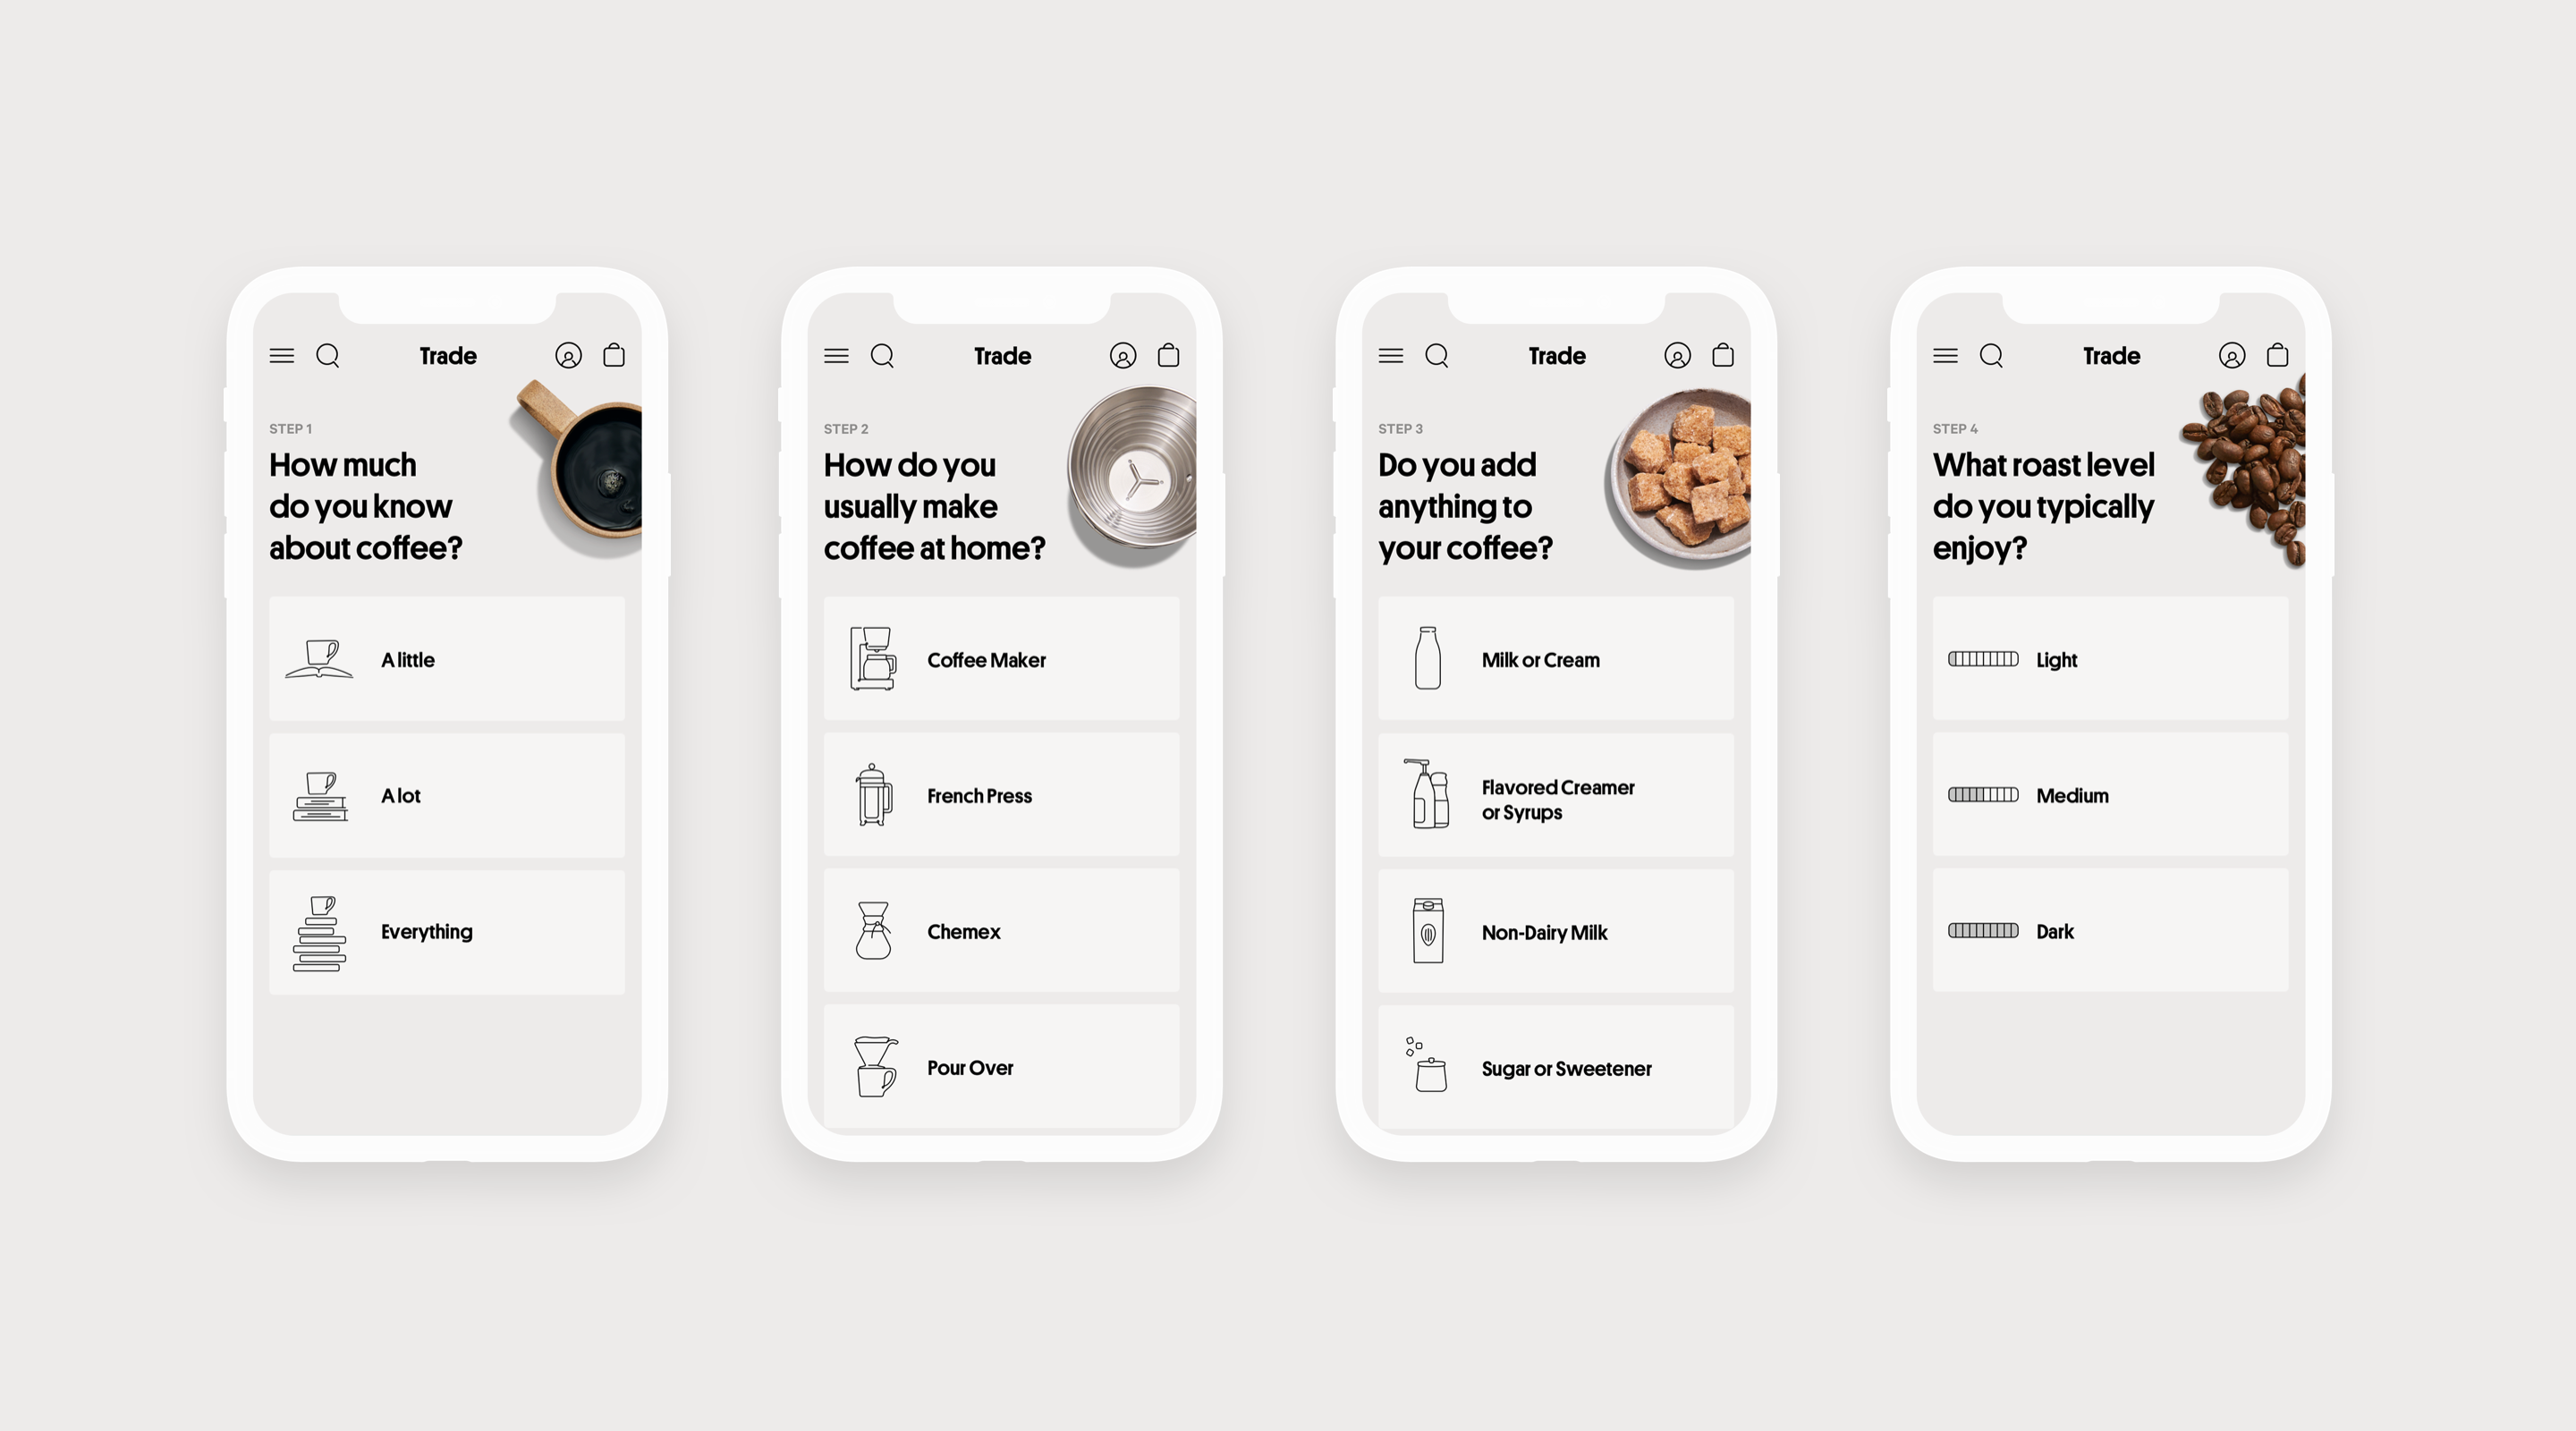 Trade
STEP 1
How much
do you know
about coffee?
A little
A lot
Everything
Trade
STEP 2
How do you
usually make
coffee at home?
Coffee Maker
French Press
Chemex
Pour Over
Trade
STEP 3
Do you add
anything to
your coffee?
Milk or Cream
Flavored Creamer
or Syrups
Non-Dairy Milk
Sugar or Sweetener
Trade
STEP 4
What roast level
do you typically
enjoy?
Light
Medium
Dark